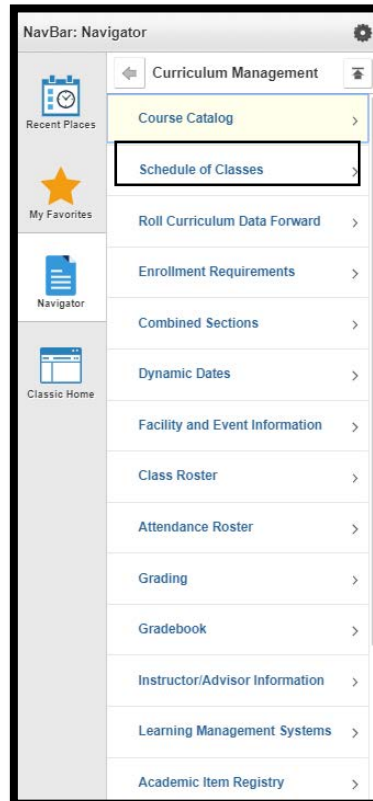 NavBar: Navigator
Curriculum Management
Recent Places
My Favorites
Navigator
Classic Home
Course Catalog
Schedule of Classes
Roll Curriculum Data Forward
Enrollment Requirements
Combined Sections
Dynamic Dates
Facility and Event Information
Class Roster
Attendance Roster
Grading
Gradebook
Instructor/Advisor Information
Learning Management Systems
Academic Item Registry